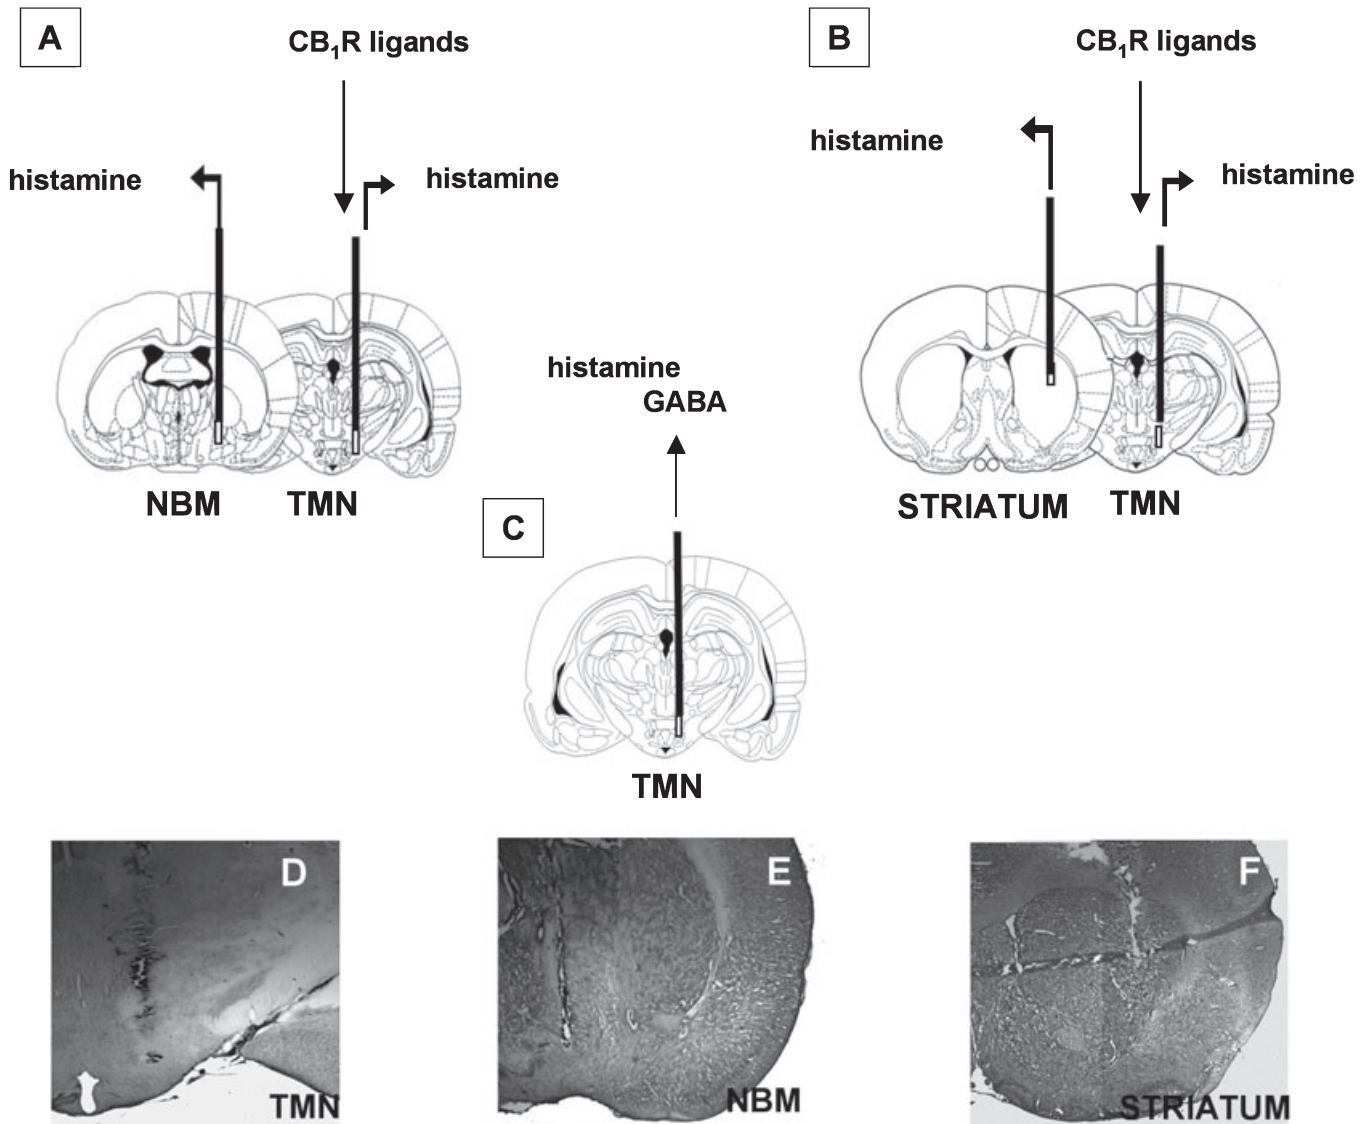 A
CB1R ligands
histamine
histamine
NBM
TMN
B
CB1R ligands
histamine
histamine
STRIATUM
TMN
histamine
GABA
C
TMN
D
TMN
E
NBM
F
STRIATUM